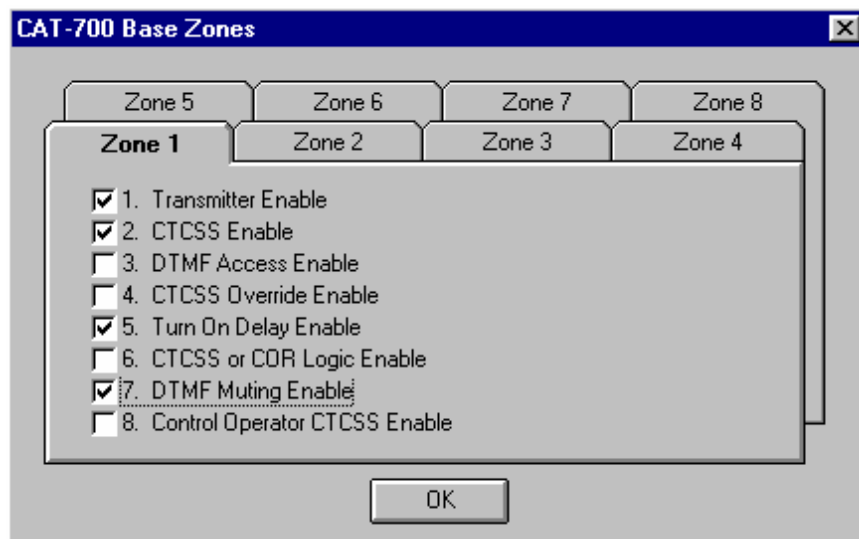 CAT-700 Base Zones
Zone 5 Zone 6 Zone 7 Zone 8
Zone 1 Zone 2 Zone 3 Zone 4
1. Transmitter Enable
2. CTCSS Enable
3. DTMF Access Enable
4. CTCSS Override Enable
5. Turn On Delay Enable
6. CTCSS or COR Logic Enable
7. DTMF Muting Enable
8. Control Operator CTCSS Enable
OK